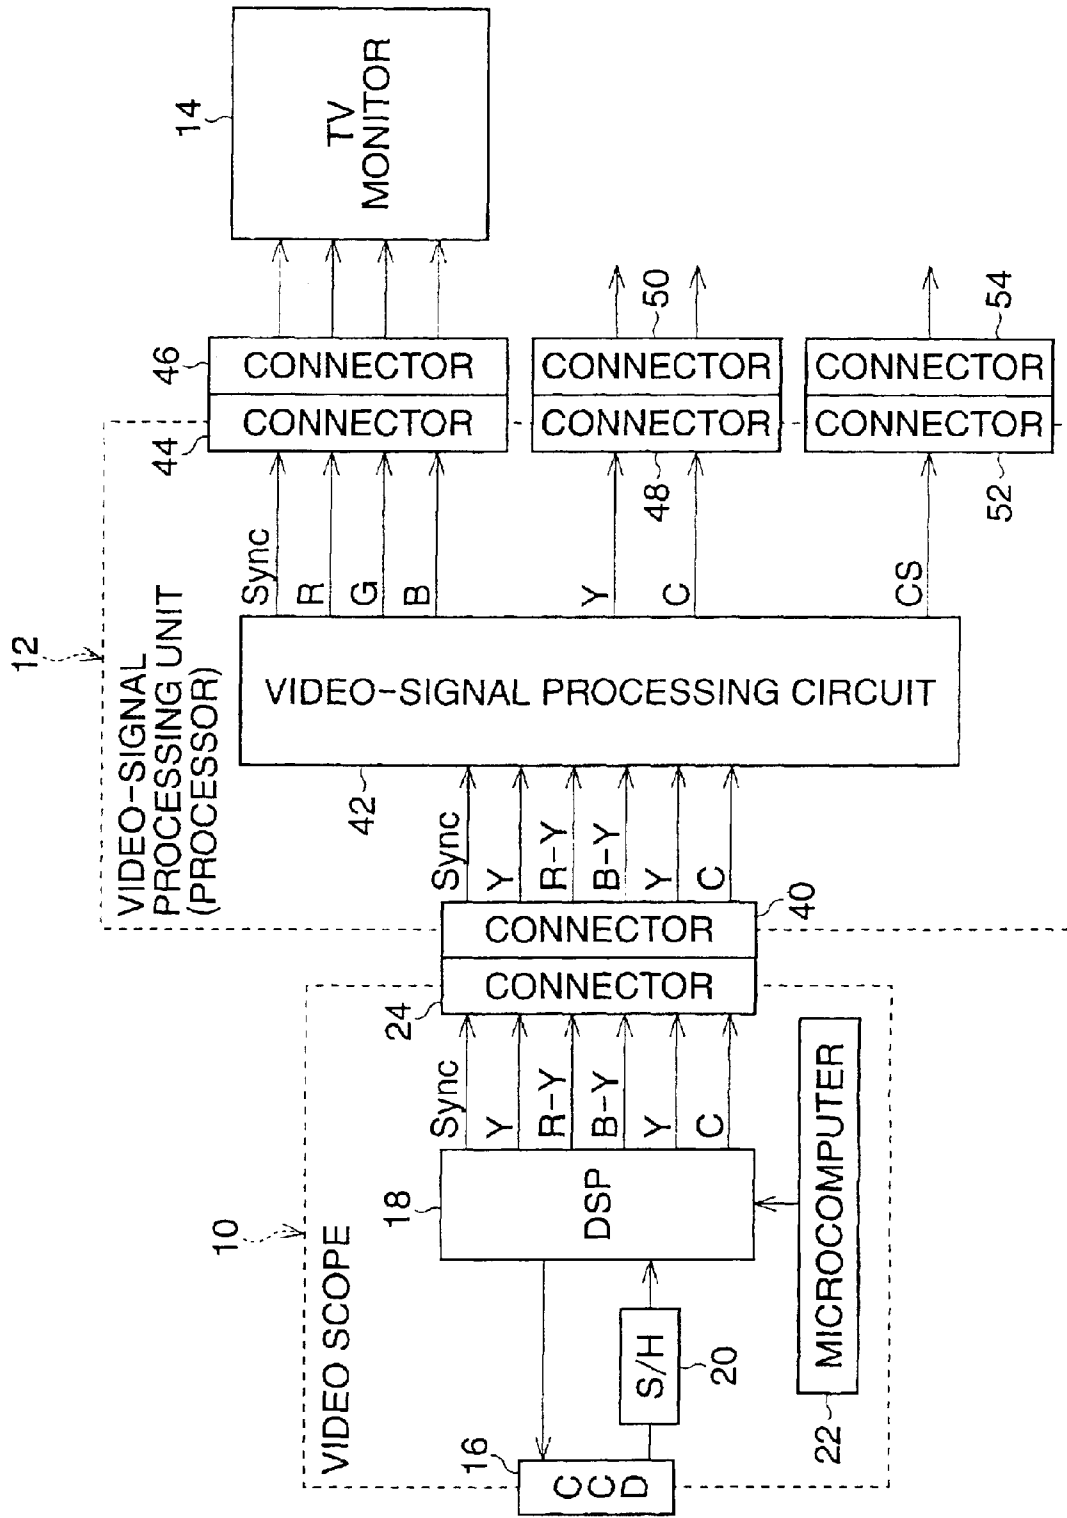 10
VIDEO SCOPE
16
CCD
S/H
20
18
DSP
22
MICROCOMPUTER
Sync
Y
R-Y
B-Y
Y
C
24
CONNECTOR
CONNECTOR
40
12
VIDEO-SIGNAL
PROCESSING UNIT
(PROCESSOR)
Sync
Y
R-Y
B-Y
Y
C
42
VIDEO-SIGNAL PROCESSING CIRCUIT
Sync
R
G
B
Y
C
CS
44
CONNECTOR
46
CONNECTOR
48
CONNECTOR
50
CONNECTOR
52
CONNECTOR
54
CONNECTOR
14
TV
MONITOR